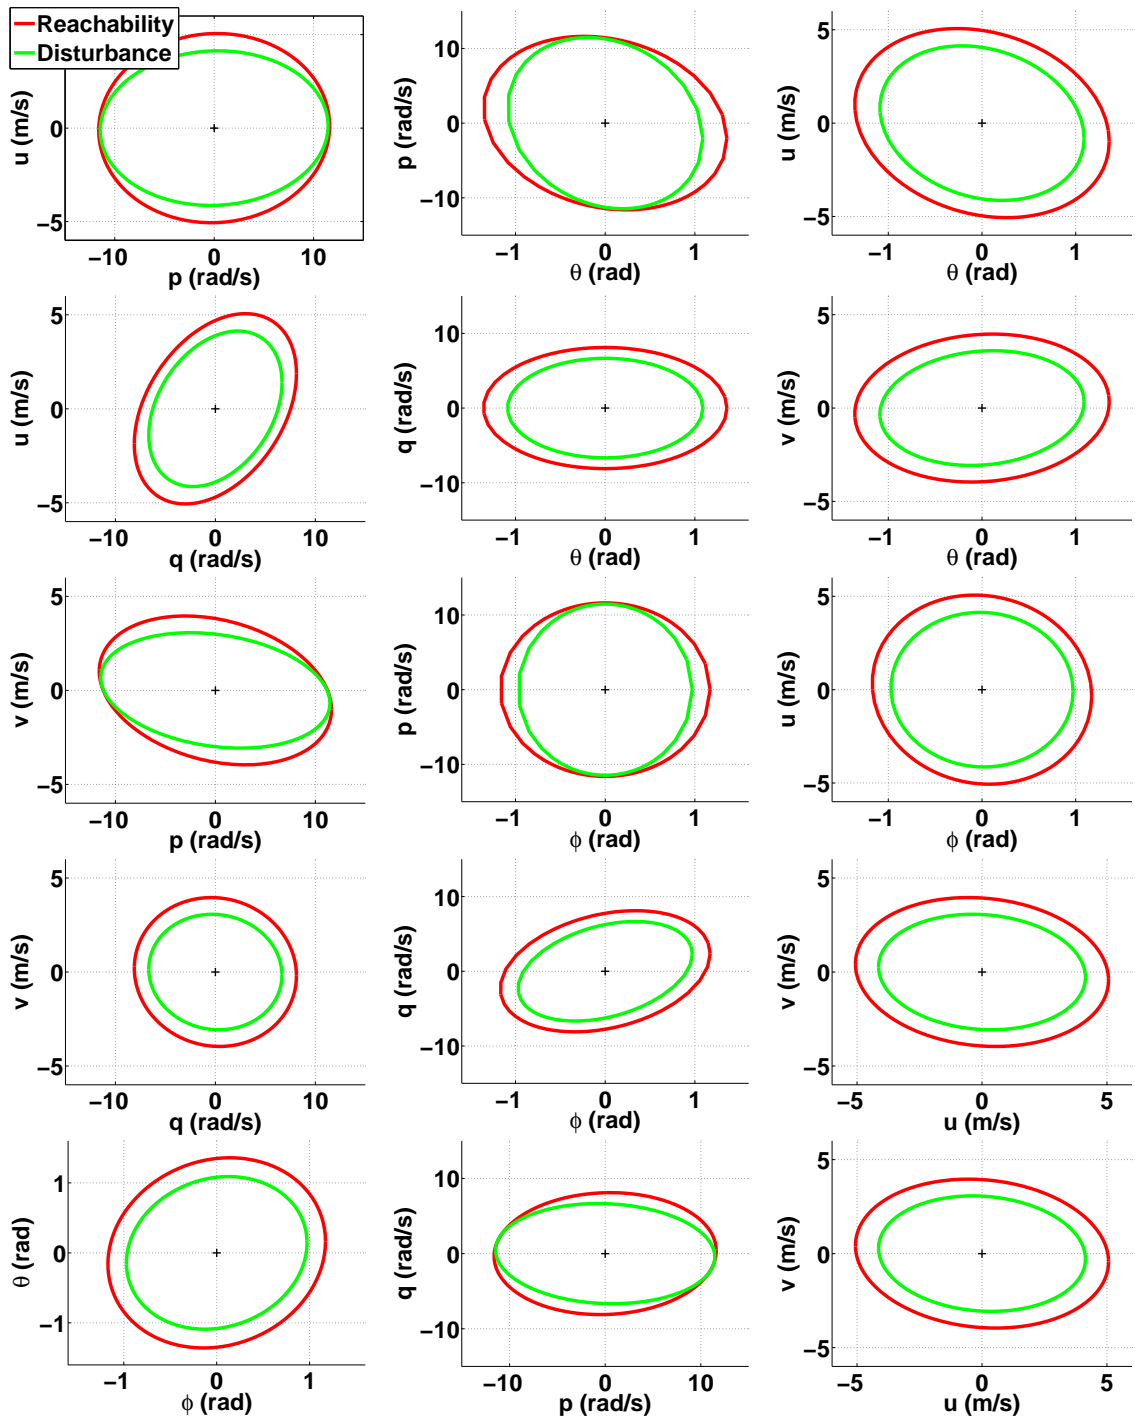 Reachability
Disturbance
u (m/s)
0
−5
−10 0 10
p (rad/s)
p (rad/s)
10
0
−10
−1 0 1
θ (rad)
u (m/s)
5
0
−5
−1 0 1
θ (rad)
u (m/s)
5
0
−5
−10 0 10
q (rad/s)
q (rad/s)
10
0
−10
−1 0 1
θ (rad)
v (m/s)
5
0
−5
−1 0 1
θ (rad)
v (m/s)
5
0
−5
−10 0 10
p (rad/s)
p (rad/s)
10
0
−10
−1 0 1
ϕ (rad)
u (m/s)
5
0
−5
−1 0 1
ϕ (rad)
v (m/s)
5
0
−5
−10 0 10
q (rad/s)
q (rad/s)
10
0
−10
−1 0 1
ϕ (rad)
v (m/s)
5
0
−5
−5 0 5
u (m/s)
θ (rad)
1
0
−1
−1 0 1
ϕ (rad)
q (rad/s)
10
0
−10
−10 0 10
p (rad/s)
v (m/s)
5
0
−5
−5 0 5
u (m/s)